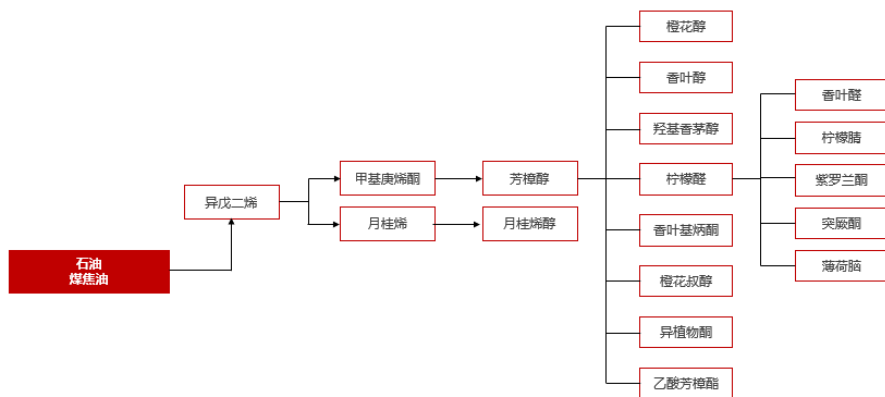 石油
煤焦油
异戊二烯
甲基庚烯酮
月桂烯
芳樟醇
月桂烯醇
橙花醇
香叶醇
羟基香茅醇
柠檬醛
香叶基炳酮
橙花叔醇
异植物酮
乙酸芳樟酯
香叶醛
柠檬腈
紫罗兰酮
突厥酮
薄荷脑